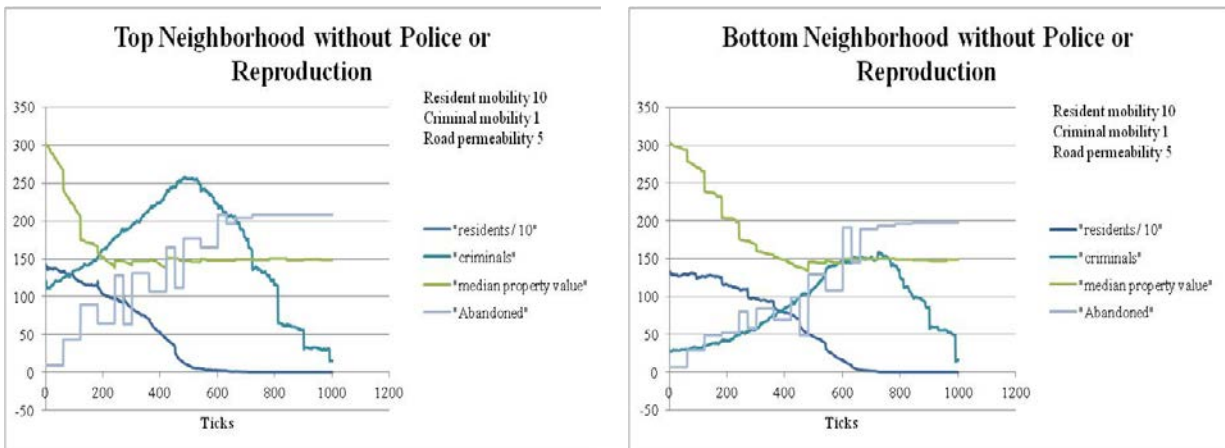 Top Neighborhood without Police or
Reproduction
Resident mobility 10
Criminal mobility 1
Road permeability 5
350
300
250
200
150
100
50
0
-50
0
200
400
600
800
1000
1200
Ticks
"residents / 10"
"criminals"
"median property value"
"Abandoned"
Bottom Neighborhood without Police or
Reproduction
Resident mobility 10
Criminal mobility 1
Road permeability 5
350
300
250
200
150
100
50
0
-50
0
200
400
600
800
1000
1200
Ticks
"residents / 10"
"criminals"
"median property value"
"Abandoned"